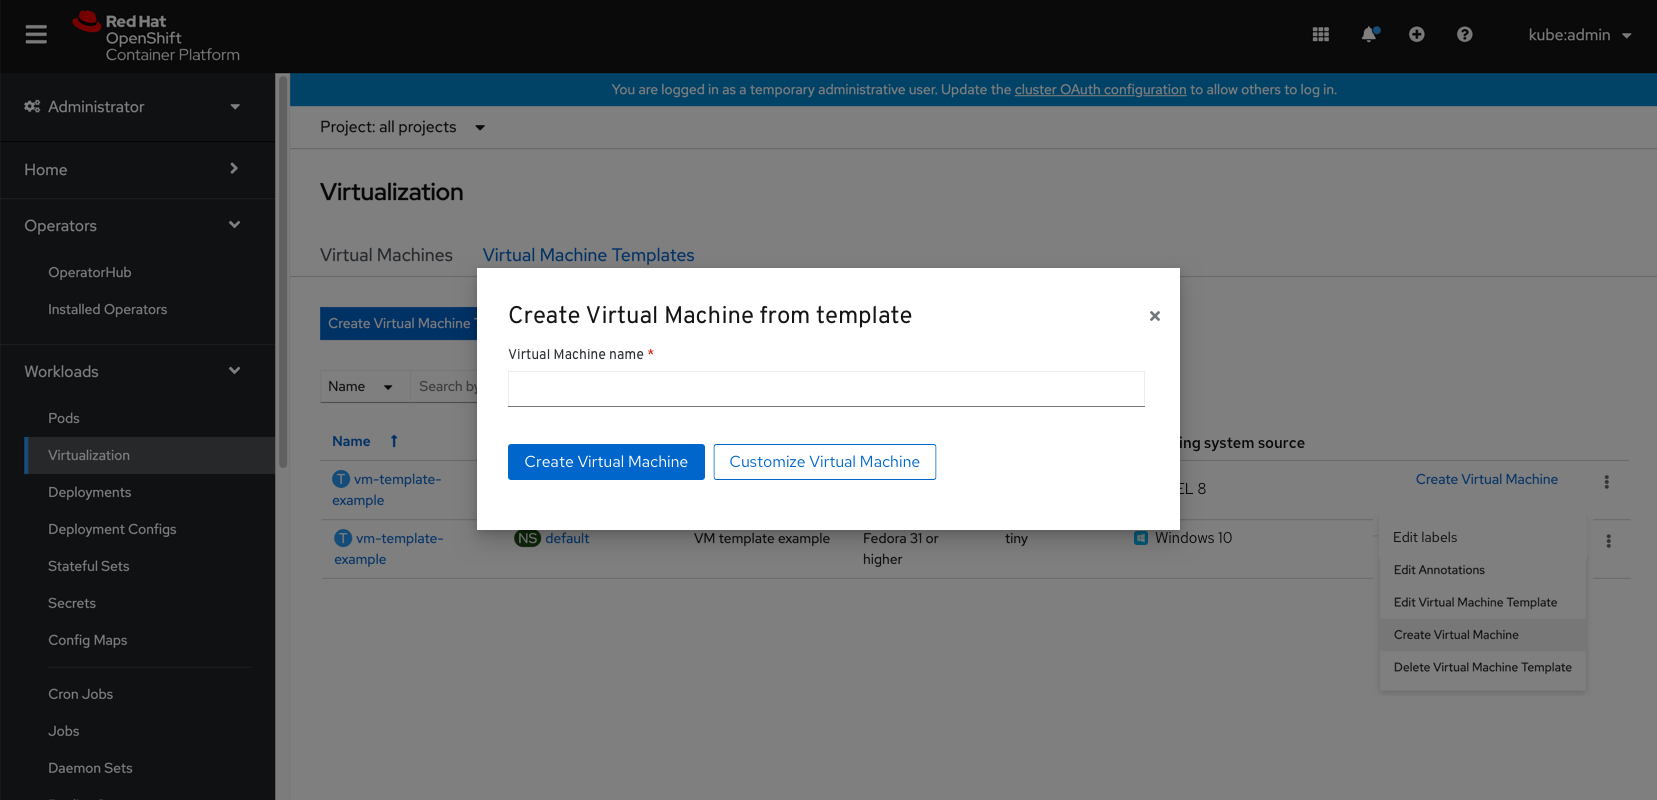 Red Hat
OpenShift
Container Platform
kube:admin
Administrator
You are logged in as a temporary administrative user. Update the cluster OAuth configuration to allow others to log in.
Project: all projects
Home
Virtualization
Operators
OperatorHub
Installed Operators
Virtual Machines
Virtual Machine Templates
Create Virtual Machine
Name
Search by
Name
ing system source
T vm-template-
example
EL 8
Create Virtual Machine
T vm-template-
example
NS default
VM template example
Fedora 31 or
higher
tiny
Windows 10
Edit labels
Edit Annotations
Edit Virtual Machine Template
Create Virtual Machine
Delete Virtual Machine Template
Create Virtual Machine from template
Virtual Machine name *
Create Virtual Machine
Customize Virtual Machine
Workloads
Pods
Virtualization
Deployments
Deployment Configs
Stateful Sets
Secrets
Config Maps
Cron Jobs
Jobs
Daemon Sets